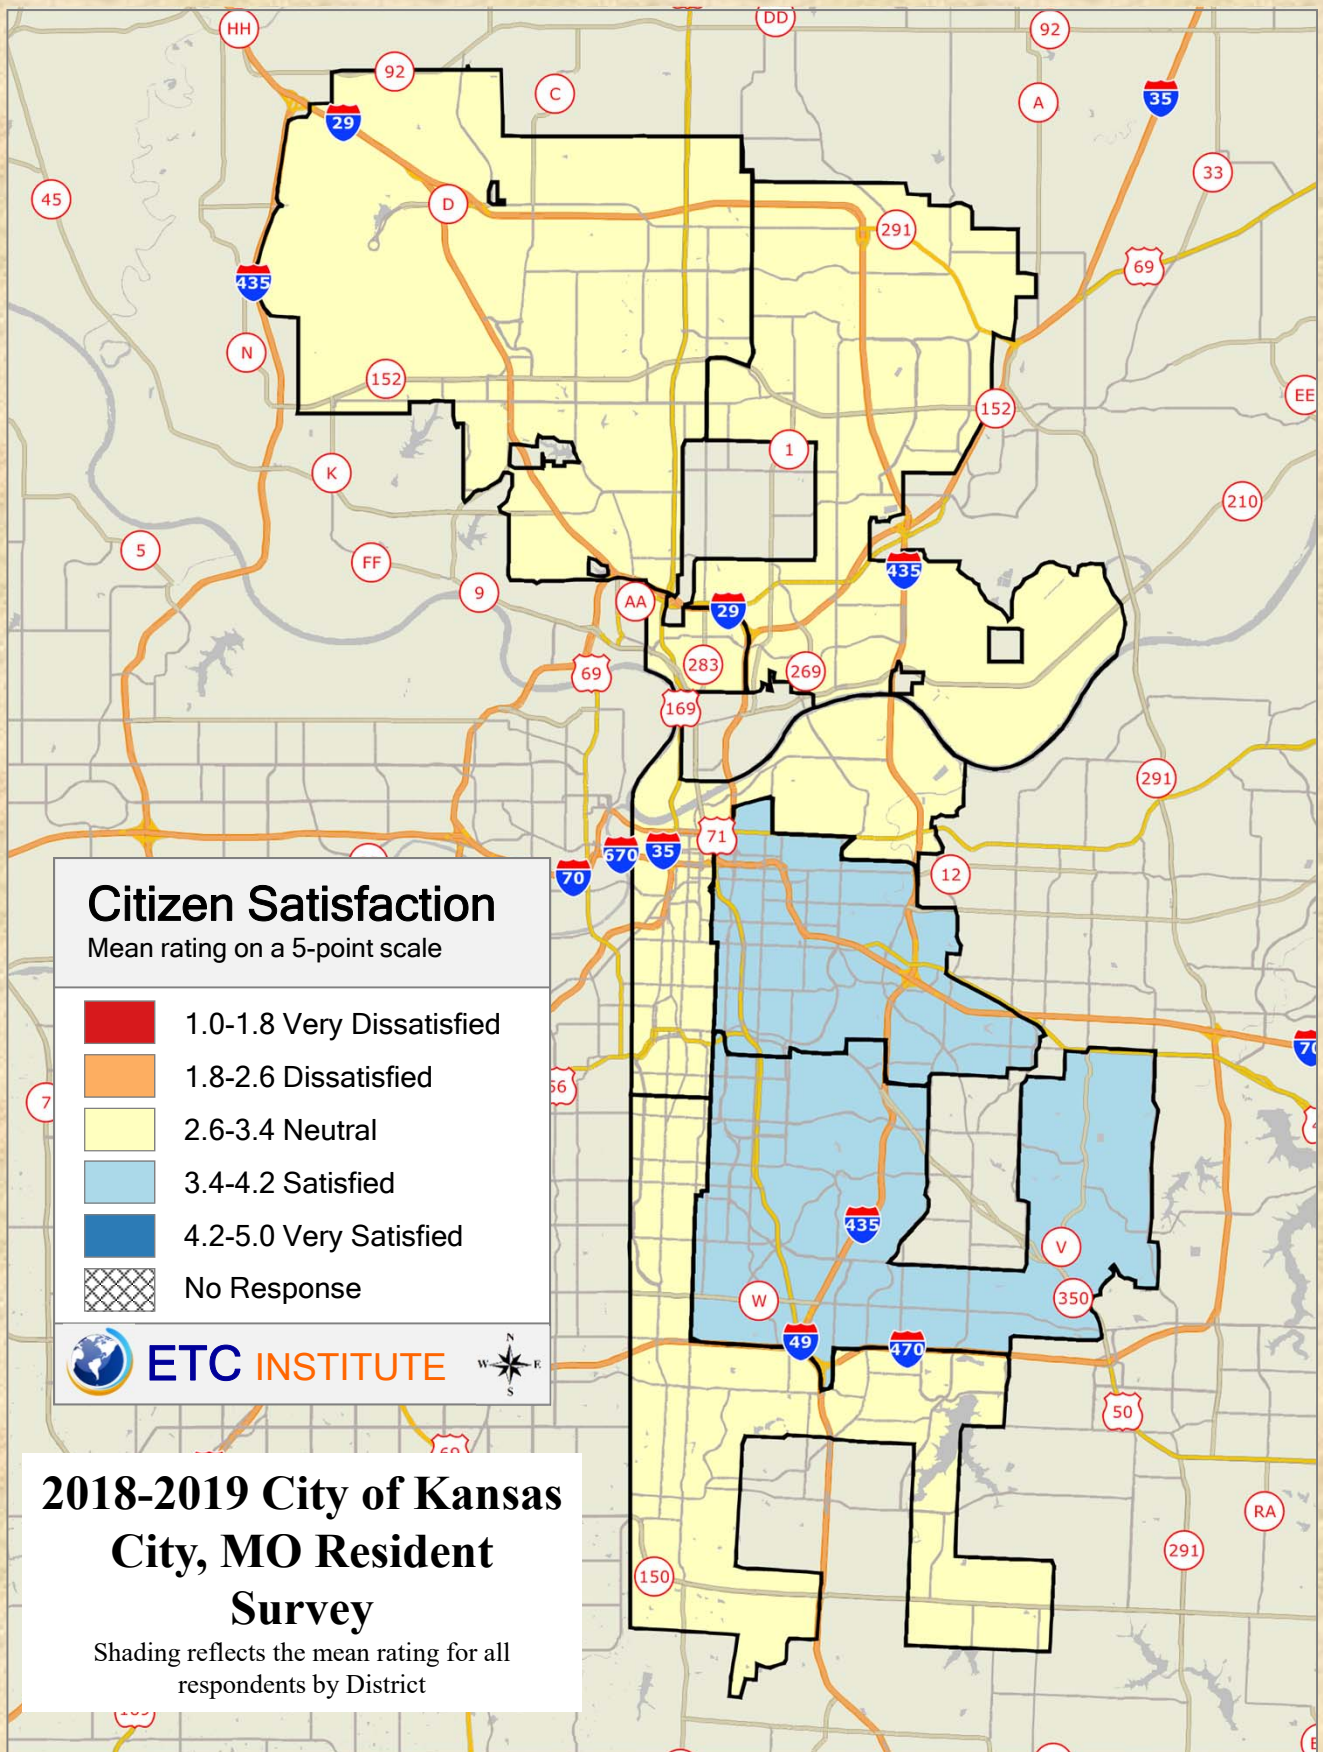 HH
DD
92
92
C
A
35
29
33
45
D
291
69
435
N
152
EE
152
1
K
210
5
FF
435
9
AA
29
283
269
69
169
291
71
670
35
70
12
Citizen Satisfaction
Mean rating on a 5-point scale
1.0-1.8 Very Dissatisfied
1.8-2.6 Dissatisfied
2.6-3.4 Neutral
3.4-4.2 Satisfied
4.2-5.0 Very Satisfied
No Response
ETC INSTITUTE
N
W E
S
7
56
70
435
V
W
350
49
470
50
69
2018-2019 City of Kansas
City, MO Resident
Survey
Shading reflects the mean rating for all
respondents by District
RA
291
150
169